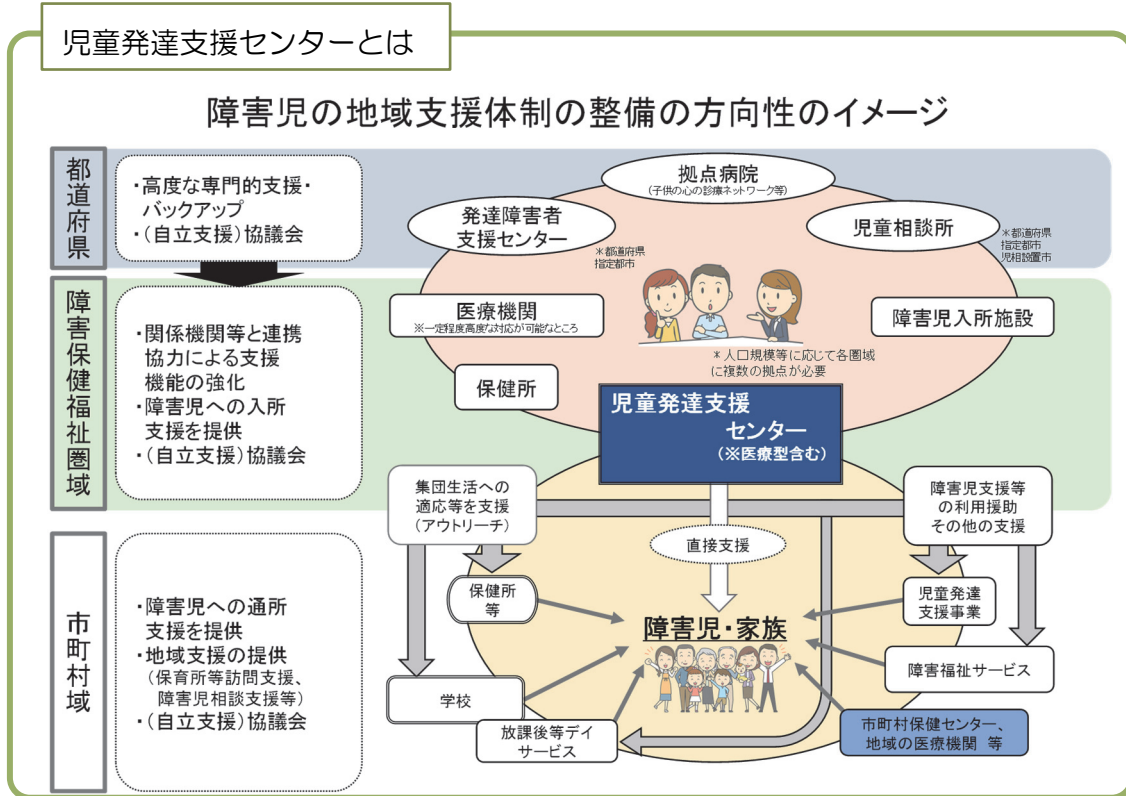 児童発達支援センターとは
障害児の地域支援体制の整備の方向性のイメージ
都道府県
・高度な専門的支援・
バックアップ
・(自立支援)協議会
拠点病院
(子供の心の診療ネットワーク等)
発達障害者
支援センター
＊都道府県
指定都市
児童相談所
＊都道府県
指定都市
児相設置市
障害保健福祉圏域
・関係機関等と連携
協力による支援
機能の強化
・障害児への入所
支援を提供
・(自立支援)協議会
医療機関
※一定程度高度な対応が可能なところ
障害児入所施設
＊人口規模等に応じて各圏域
に複数の拠点が必要
保健所
児童発達支援
センター
(※医療型含む)
集団生活への
適応等を支援
(アウトリーチ)
障害児支援等
の利用援助
その他の支援
直接支援
市町村域
・障害児への通所
支援を提供
・地域支援の提供
(保育所等訪問支援、
障害児相談支援等)
・(自立支援)協議会
保健所
等
児童発達
支援事業
障害児・家族
障害福祉サービス
学校
放課後等デイ
サービス
市町村保健センター、
地域の医療機関 等